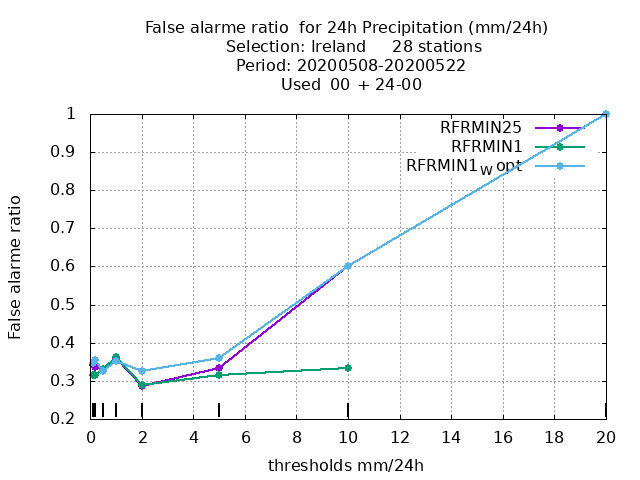 False alarme ratio  for 24h Precipitation (mm/24h)
Selection: Ireland     28 stations
Period: 20200508-20200522
Used  00 + 24-00
RFRMIN25
RFRMIN1
RFRMIN1_W opt
False alarme ratio
1
0.9
0.8
0.7
0.6
0.5
0.4
0.3
0.2
0 2 4 6 8 10 12 14 16 18 20
thresholds mm/24h